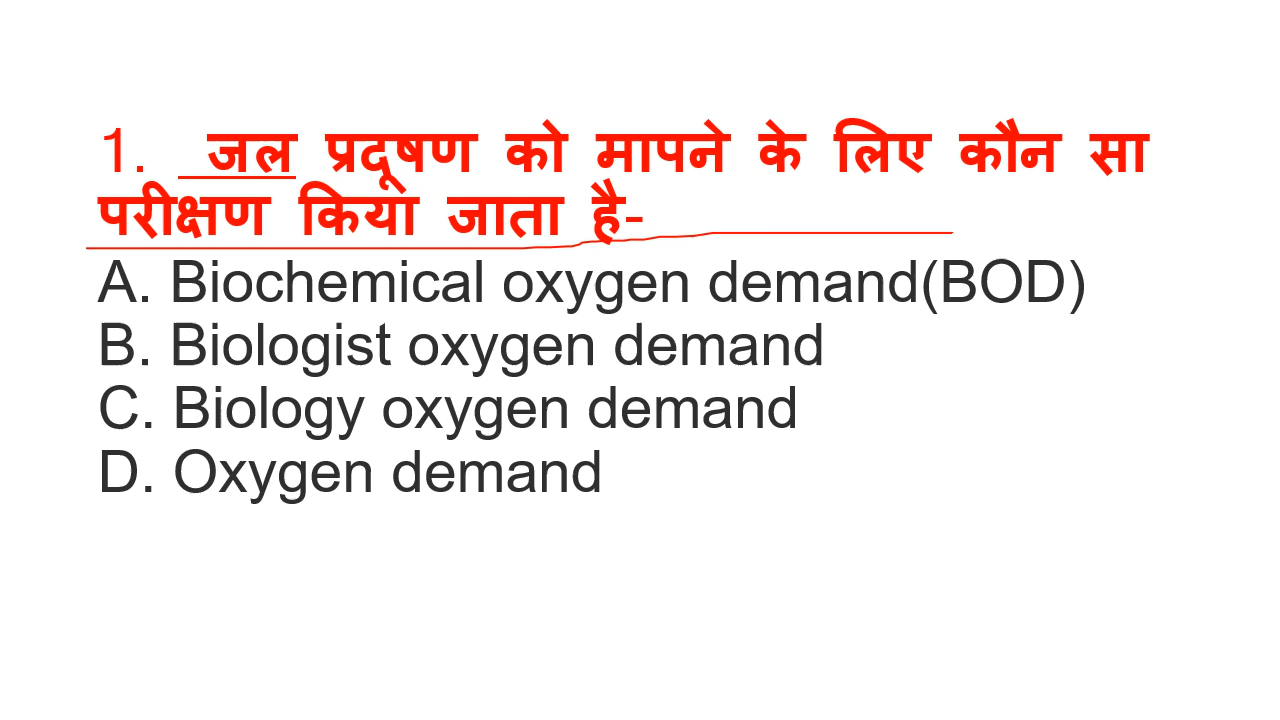 1. जल प्रदूषण को मापने के लिए कौन सा
परीक्षण किया जाता है-
A. Biochemical oxygen demand(BOD)
B. Biologist oxygen demand
C. Biology oxygen demand
D. Oxygen demand